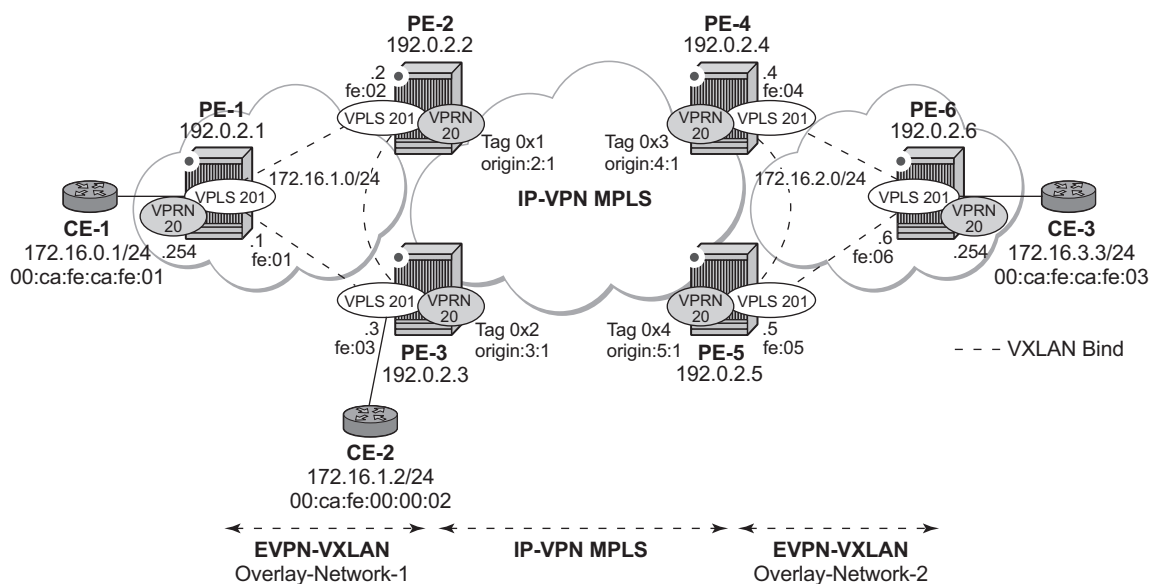 PE-2
192.0.2.2
.2
fe:02
VPLS 201
VPRN
20
Tag 0x1
origin:2:1
PE-4
192.0.2.4
.4
fe:04
VPLS 201
VPRN
20
Tag 0x3
origin:4:1
PE-1
192.0.2.1
VPLS 201
VPRN
20
.254
.1
fe:01
172.16.1.0/24
CE-1
172.16.0.1/24
00:ca:fe:ca:fe:01
IP-VPN MPLS
172.16.2.0/24
PE-6
192.0.2.6
VPLS 201
VPRN
20
.254
.6
fe:06
CE-3
172.16.3.3/24
00:ca:fe:ca:fe:03
VPLS 201
VPRN
20
.3
fe:03
Tag 0x2
origin:3:1
PE-3
192.0.2.3
VPRN
20
VPLS 201
Tag 0x4
origin:5:1
.5
fe:05
PE-5
192.0.2.5
VXLAN Bind
CE-2
172.16.1.2/24
00:ca:fe:00:00:02
EVPN-VXLAN
Overlay-Network-1
IP-VPN MPLS
EVPN-VXLAN
Overlay-Network-2